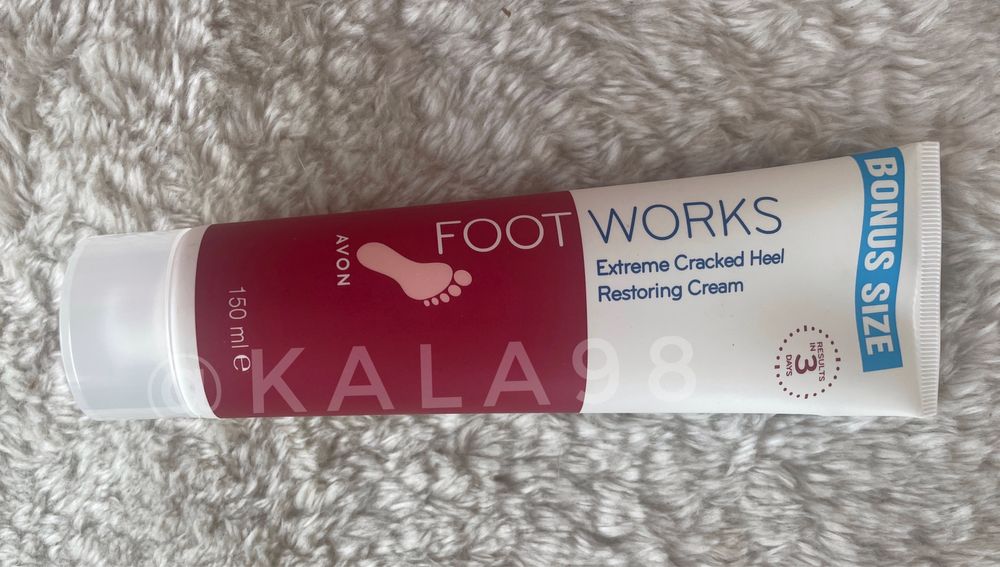 FOOT WORKS
Extreme Cracked Heel
Restoring Cream
AVON
150 ml e
BONUS SIZE
RESULTS
IN
3
DAYS
©KALA98